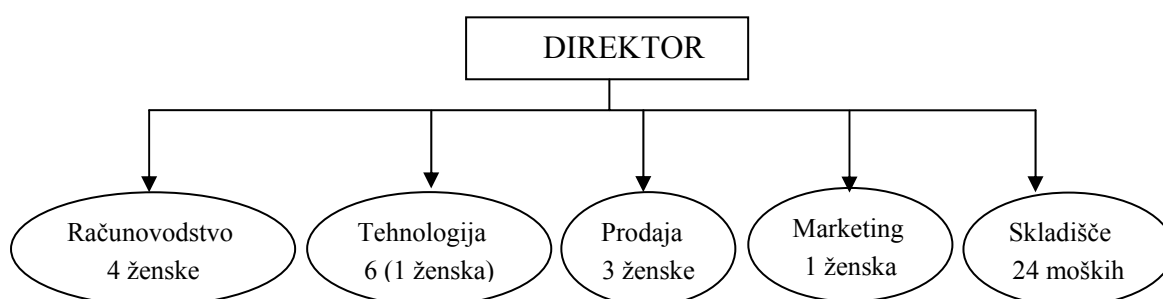 DIREKTOR
Računovodstvo
4 ženske
Tehnologija
6 (1 ženska)
Prodaja
3 ženske
Marketing
1 ženska
Skladišče
24 moških